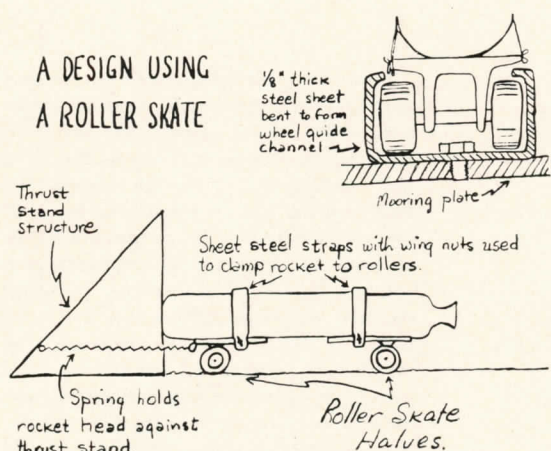 A DESIGN USING
A ROLLER SKATE
1/8" thick
steel sheet
bent to form
wheel guide
channel
Mooring plate
Thrust
Stand
Structure
Sheet steel straps with wing nuts used
to clamp rocket to rollers.
Spring holds
rocket head against
thrust stand
Roller Skate
Halves.